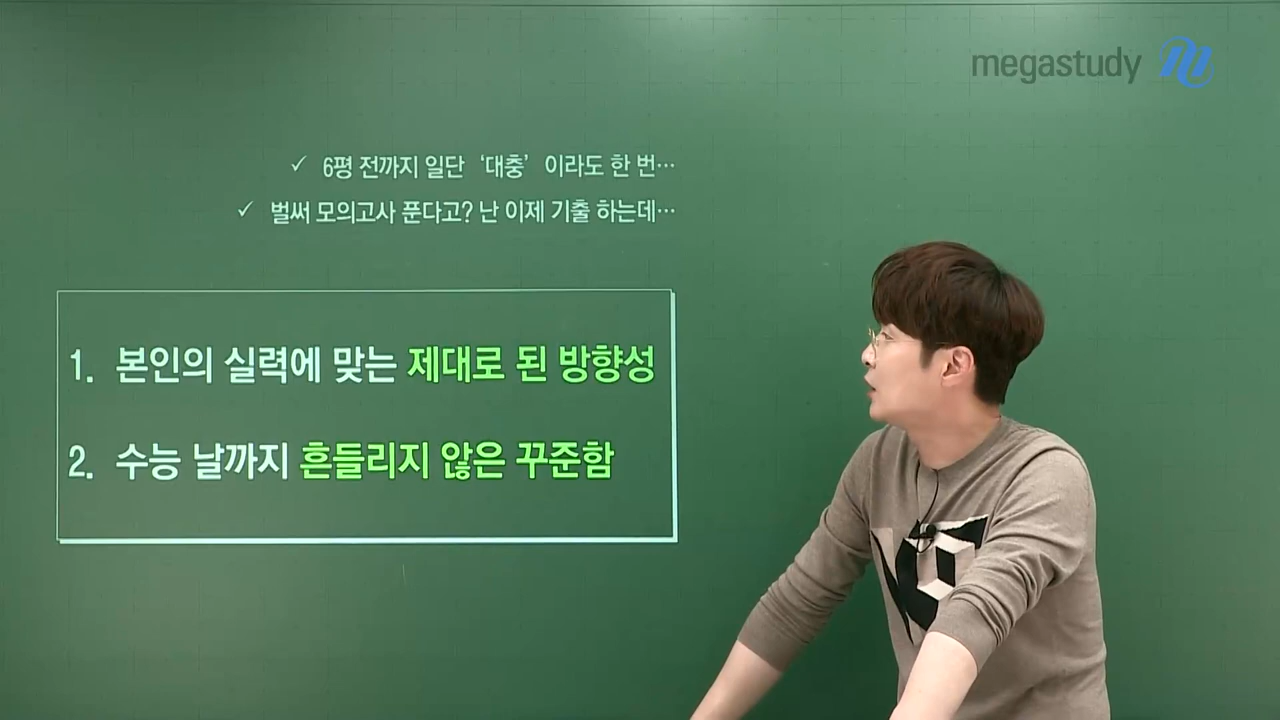 megastudy
✓ 6평 전까지 일단 ‘대충’ 이라도 한 번…
✓ 벌써 모의고사 푼다고? 난 이제 기출 하는데…
1. 본인의 실력에 맞는 제대로 된 방향성
2. 수능 날까지 흔들리지 않은 꾸준함